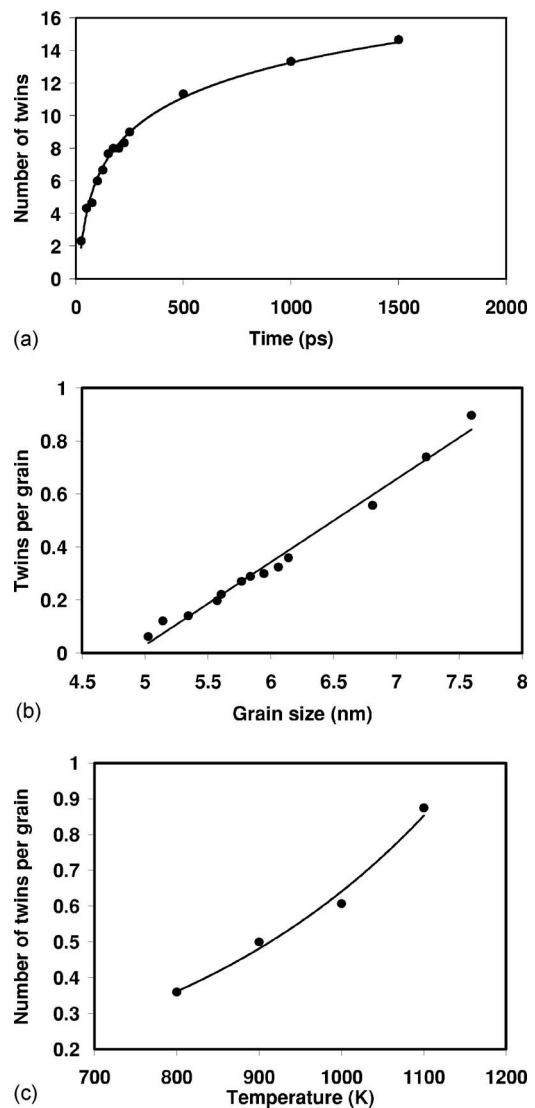 16
14
12
10
8
6
4
2
0
0 500 1000 1500 2000
Number of twins
Time (ps)
(a)
1
0.8
0.6
0.4
0.2
0
4.5 5 5.5 6 6.5 7 7.5 8
Twins per grain
Grain size (nm)
(b)
1
0.9
0.8
0.7
0.6
0.5
0.4
0.3
0.2
700 800 900 1000 1100 1200
Number of twins per grain
Temperature (K)
(c)